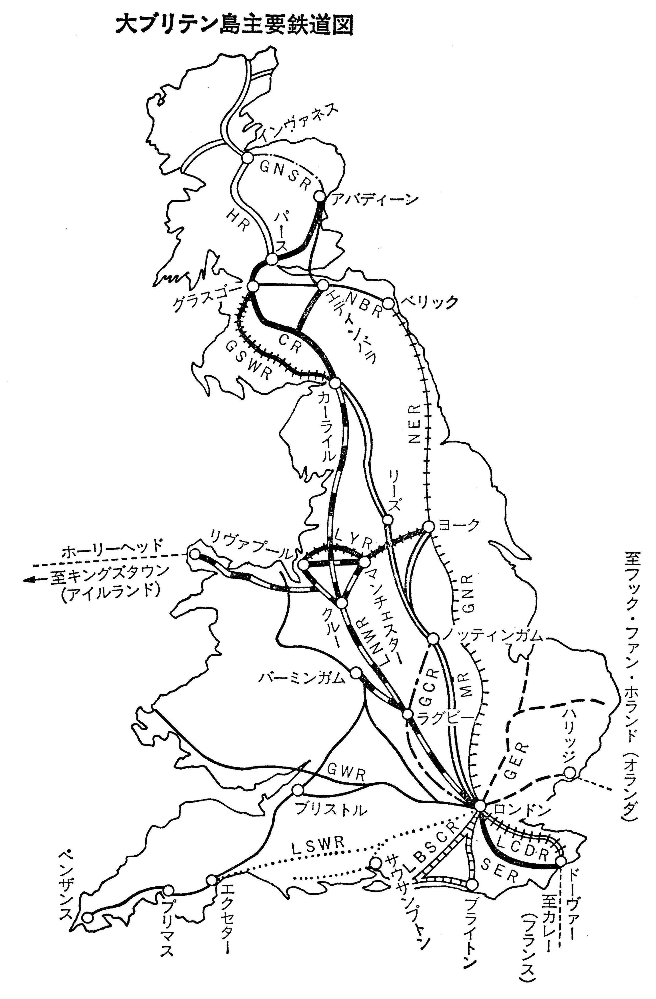 大ブリテン島主要鉄道図
インヴァネス
GNSR
アバディーン
HR
パース
グラスゴー
エディンバラ
NBR
ベリック
CR
GSWR
カーライル
NER
リーズ
ヨーク
リヴァプール
LYR
ホーリーヘッド
至キングズタウン
(アイルランド)
マンチェスター
GNR
クルー
LNWR
ノッティンガム
至フック・ファン・ホランド(オランダ)
バーミンガム
GCR
MR
ラグビー
ハリッジ
GER
GWR
ブリストル
ロンドン
LSWR
LBSCR
LCDR
SER
サウサンプトン
ドーヴァー
至カレー
(フランス)
ブライトン
ペンザンス
プリマス
エクセター